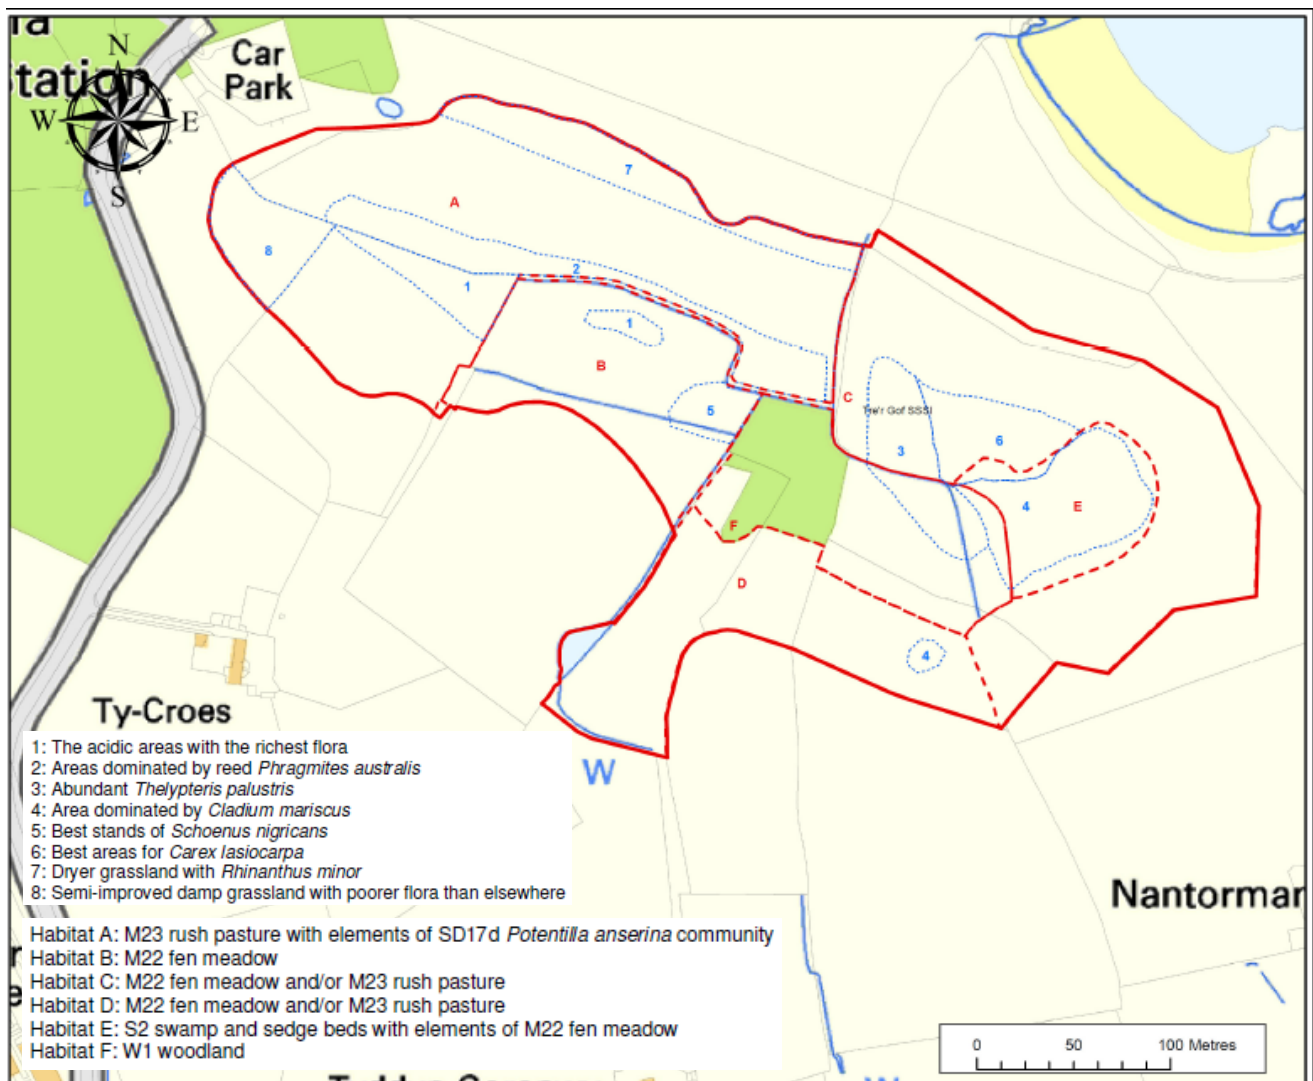 Station
N
W
E
S
Car
Park
7
A
8
2
1
1
B
5
C
Tre'r Gof SSSI
3
6
4
E
F
D
4
Ty-Croes
W
1: The acidic areas with the richest flora
2: Areas dominated by reed Phragmites australis
3: Abundant Thelypteris palustris
4: Area dominated by Cladium mariscus
5: Best stands of Schoenus nigricans
6: Best areas for Carex lasiocarpa
7: Dryer grassland with Rhinanthus minor
8: Semi-improved damp grassland with poorer flora than elsewhere
Nantorman
Habitat A: M23 rush pasture with elements of SD17d Potentilla anserina community
Habitat B: M22 fen meadow
Habitat C: M22 fen meadow and/or M23 rush pasture
Habitat D: M22 fen meadow and/or M23 rush pasture
Habitat E: S2 swamp and sedge beds with elements of M22 fen meadow
Habitat F: W1 woodland
0 50 100 Metres